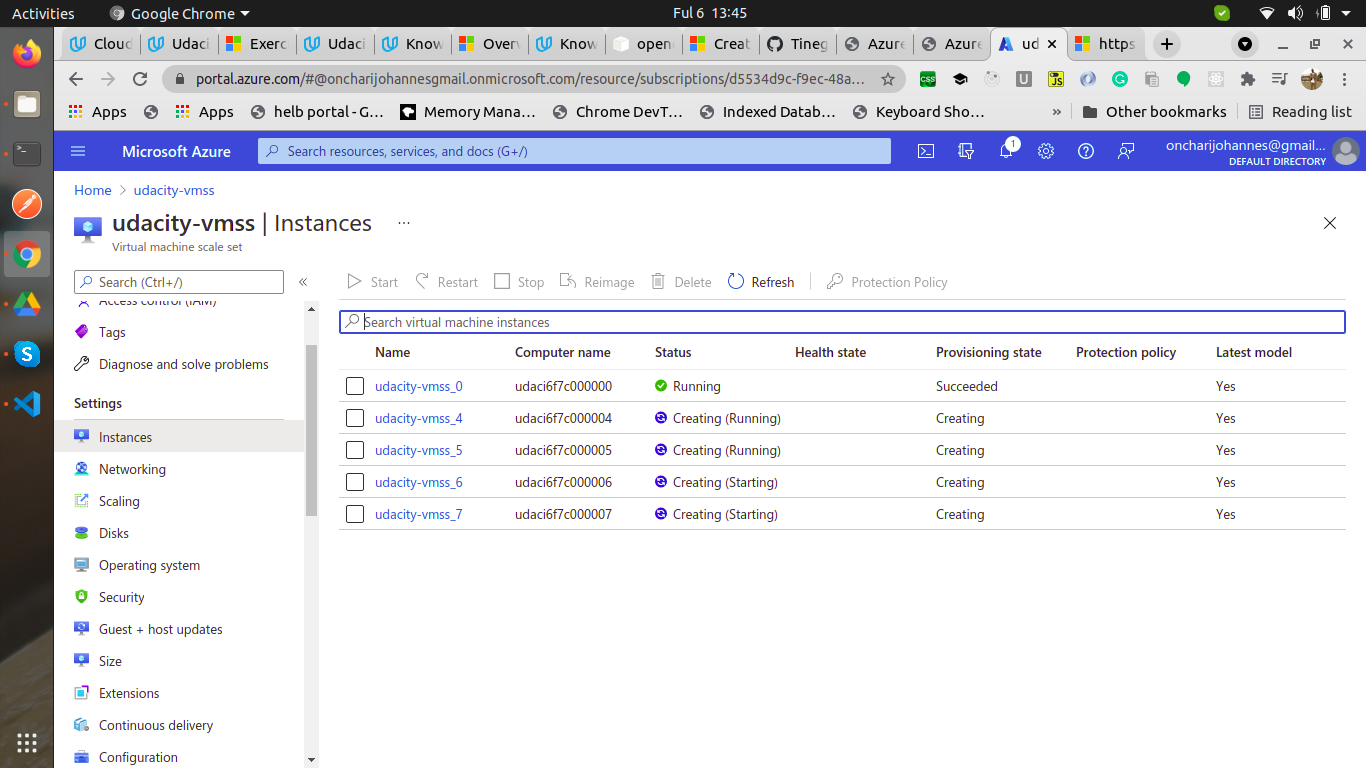 Activities Google Chrome Ful 6 13:45
Cloud Udaci Exerc Udaci Know Overv Know open Creat Tineg Azure Azure ud https
portal.azure.com/#@oncharijohannesgmail.onmicrosoft.com/resource/subscriptions/d5534d9c-f9ec-48a...
Apps Apps helb portal - G... Memory Mana... Chrome DevT... Indexed Datab... Keyboard Sho... » Other bookmarks Reading list
Microsoft Azure Search resources, services, and docs (G+/) 1 oncharijohannes@gmail...
DEFAULT DIRECTORY
Home > udacity-vmss
udacity-vmss | Instances ...
Virtual machine scale set
Search (Ctrl+/) «
Start Restart Stop Reimage Delete Refresh Protection Policy
Access control (IAM)
Tags
Diagnose and solve problems
Settings
Instances
Networking
Scaling
Disks
Operating system
Security
Guest + host updates
Size
Extensions
Continuous delivery
Configuration
Search virtual machine instances
Name Computer name Status Health state Provisioning state Protection policy Latest model
udacity-vmss_0 udaci6f7c000000 Running Succeeded Yes
udacity-vmss_4 udaci6f7c000004 Creating (Running) Creating Yes
udacity-vmss_5 udaci6f7c000005 Creating (Running) Creating Yes
udacity-vmss_6 udaci6f7c000006 Creating (Starting) Creating Yes
udacity-vmss_7 udaci6f7c000007 Creating (Starting) Creating Yes